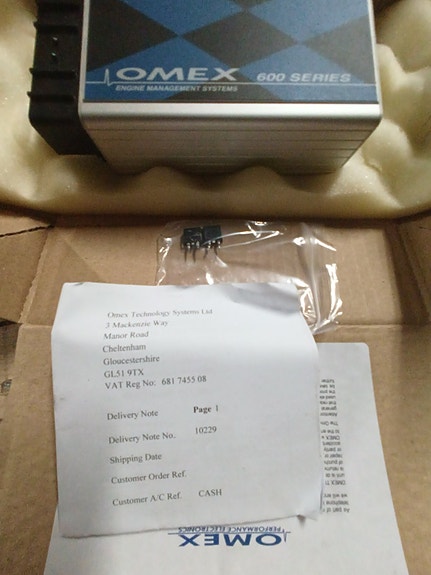 OMEX
600 SERIES
ENGINE MANAGEMENT SYSTEMS
Omex Technology Systems Ltd
3 Mackenzie Way
Manor Road
Cheltenham
Gloucestershire
GL51 9TX
VAT Reg No: 681 7455 08
Delivery Note Page 1
Delivery Note No. 10229
Shipping Date
Customer Order Ref.
Customer A/C Ref. CASH
OMEX
PERFORMANCE ELECTRONICS